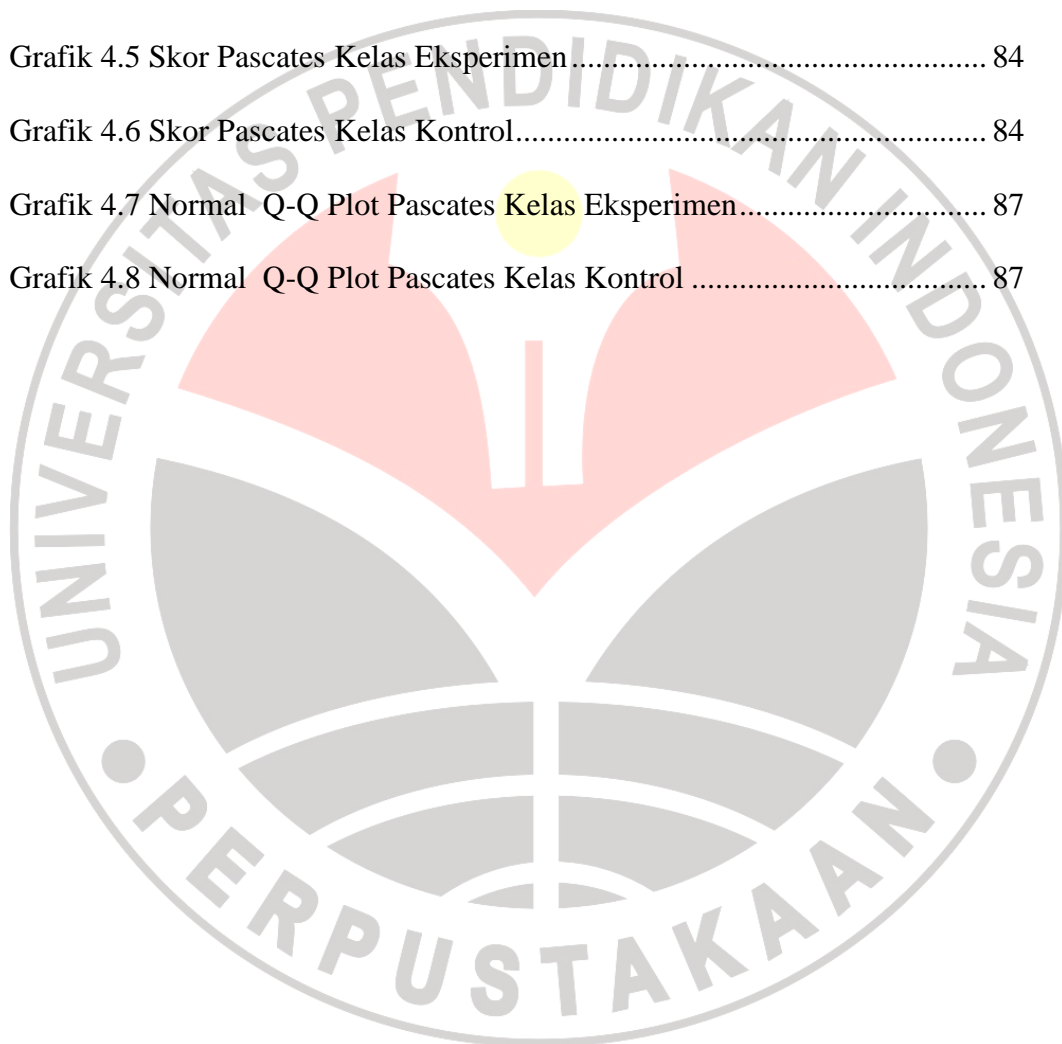 Grafik 4.5 Skor Pascates Kelas Eksperimen.................................................. 84
Grafik 4.6 Skor Pascates Kelas Kontrol......................................................... 84
Grafik 4.7 Normal  Q-Q Plot Pascates Kelas Eksperimen.............................. 87
Grafik 4.8 Normal  Q-Q Plot Pascates Kelas Kontrol .................................... 87
UNIVERSITAS PENDIDIKAN INDONESIA
PERPUSTAKAAN